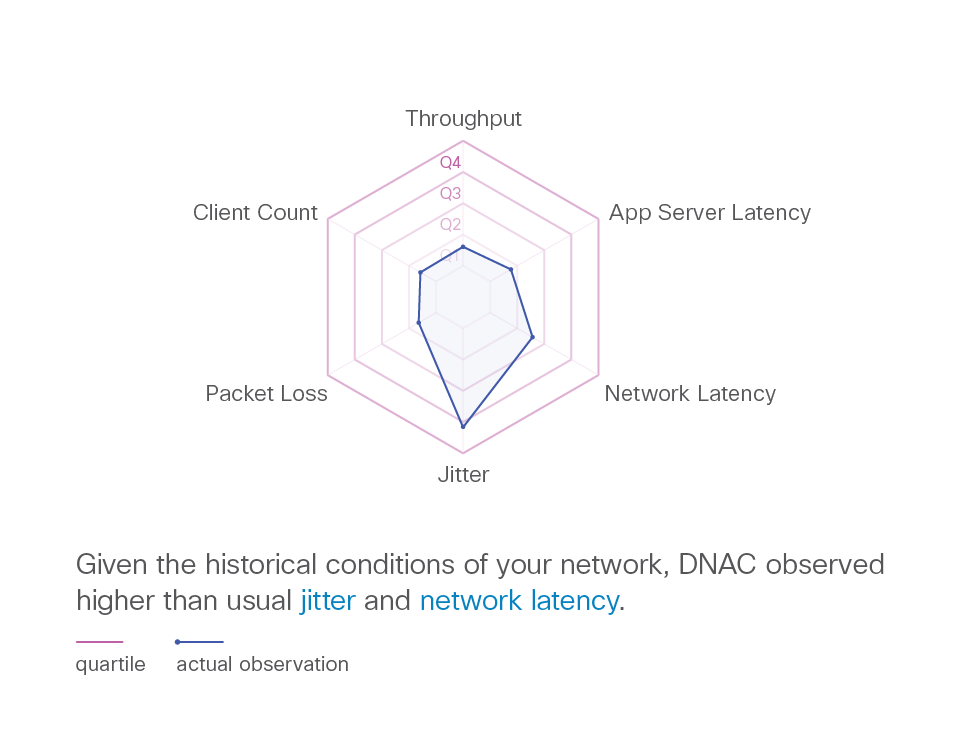 Throughput
Q4
Q3
Client Count
App Server Latency
Q2
Q1
Packet Loss
Network Latency
Jitter
Given the historical conditions of your network, DNAC observed
higher than usual jitter and network latency.
quartile
actual observation